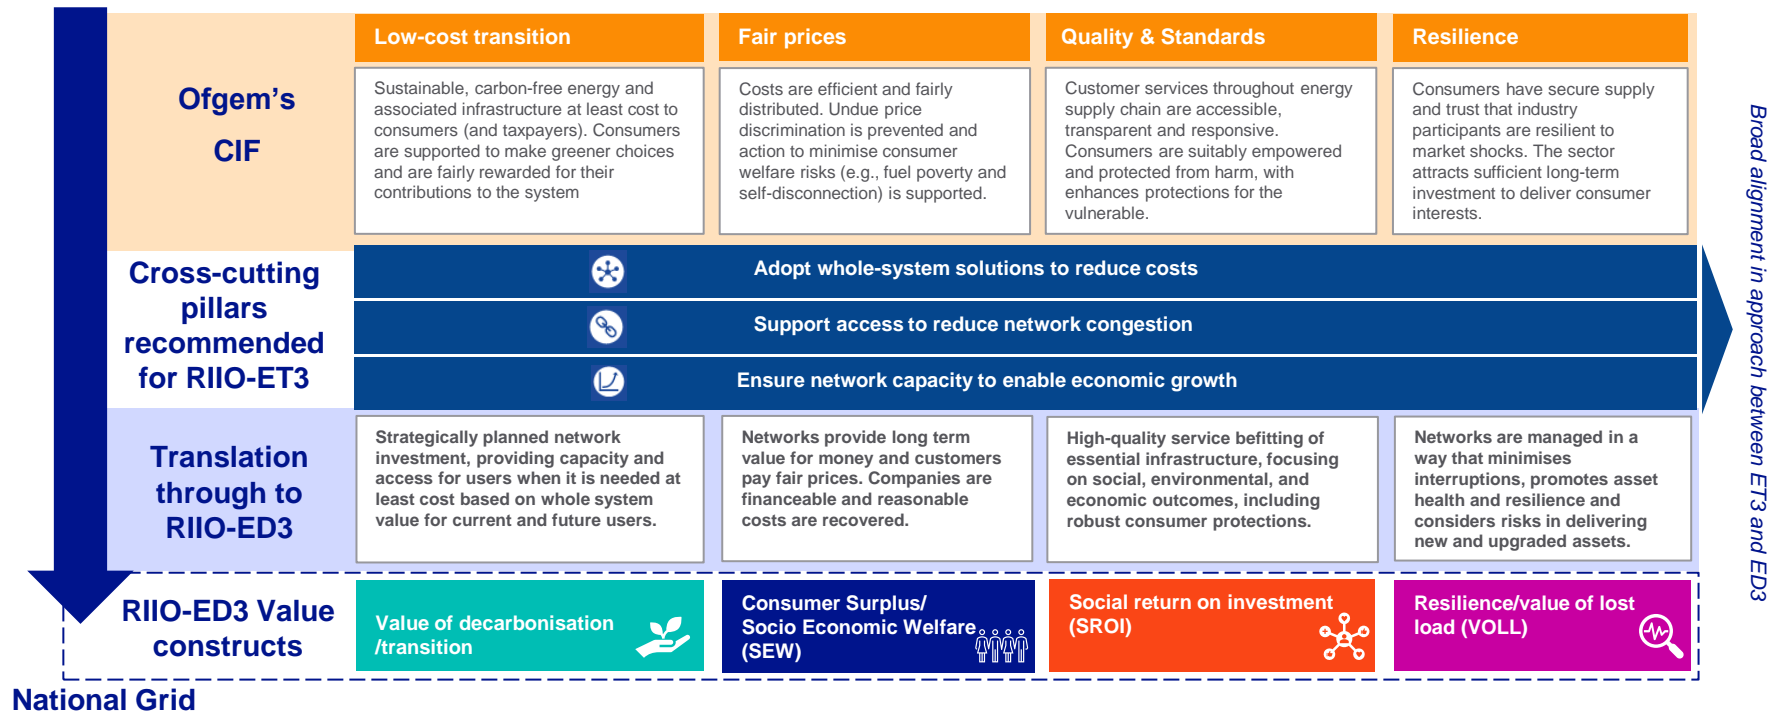 Ofgem's
CIF
Low-cost transition
Sustainable, carbon-free energy and
associated infrastructure at least cost to
consumers (and taxpayers). Consumers
are supported to make greener choices
and are fairly rewarded for their
contributions to the system
Fair prices
Costs are efficient and fairly
distributed. Undue price
discrimination is prevented and
action to minimise consumer
welfare risks (e.g., fuel poverty and
self-disconnection) is supported.
Quality & Standards
Customer services throughout energy
supply chain are accessible,
transparent and responsive.
Consumers are suitably empowered
and protected from harm, with
enhances protections for the
vulnerable.
Resilience
Consumers have secure supply
and trust that industry
participants are resilient to
market shocks. The sector
attracts sufficient long-term
investment to deliver consumer
interests.
Cross-cutting
pillars
recommended
for RIIO-ET3
Adopt whole-system solutions to reduce costs
Support access to reduce network congestion
Ensure network capacity to enable economic growth
Translation
through to
RIIO-ED3
Strategically planned network
investment, providing capacity and
access for users when it is needed at
least cost based on whole system
value for current and future users.
Networks provide long term
value for money and customers
pay fair prices. Companies are
financeable and reasonable
costs are recovered.
High-quality service befitting of
essential infrastructure, focusing
on social, environmental, and
economic outcomes, including
robust consumer protections.
Networks are managed in a
way that minimises
interruptions, promotes asset
health and resilience and
considers risks in delivering
new and upgraded assets.
RIIO-ED3 Value
constructs
Value of decarbonisation
/transition
Consumer Surplus/
Socio Economic Welfare
(SEW)
Social return on investment
(SROI)
Resilience/value of lost
load (VOLL)
Broad alignment in approach between ET3 and ED3
National Grid